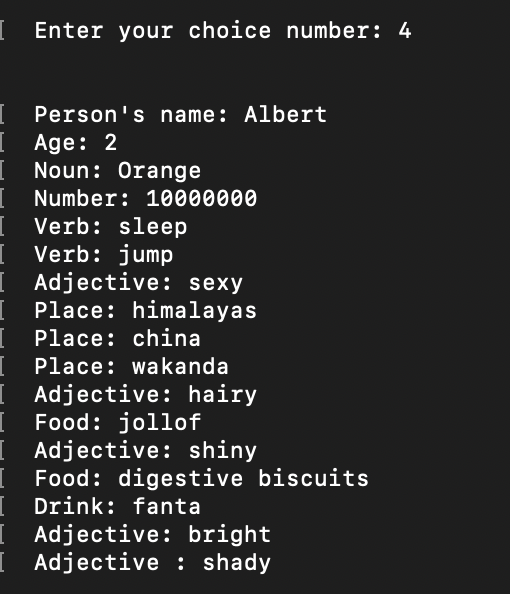 Enter your choice number: 4
Person's name: Albert
Age: 2
Noun: Orange
Number: 10000000
Verb: sleep
Verb: jump
Adjective: sexy
Place: himalayas
Place: china
Place: wakanda
Adjective: hairy
Food: jollof
Adjective: shiny
Food: digestive biscuits
Drink: fanta
Adjective: bright
Adjective : shady